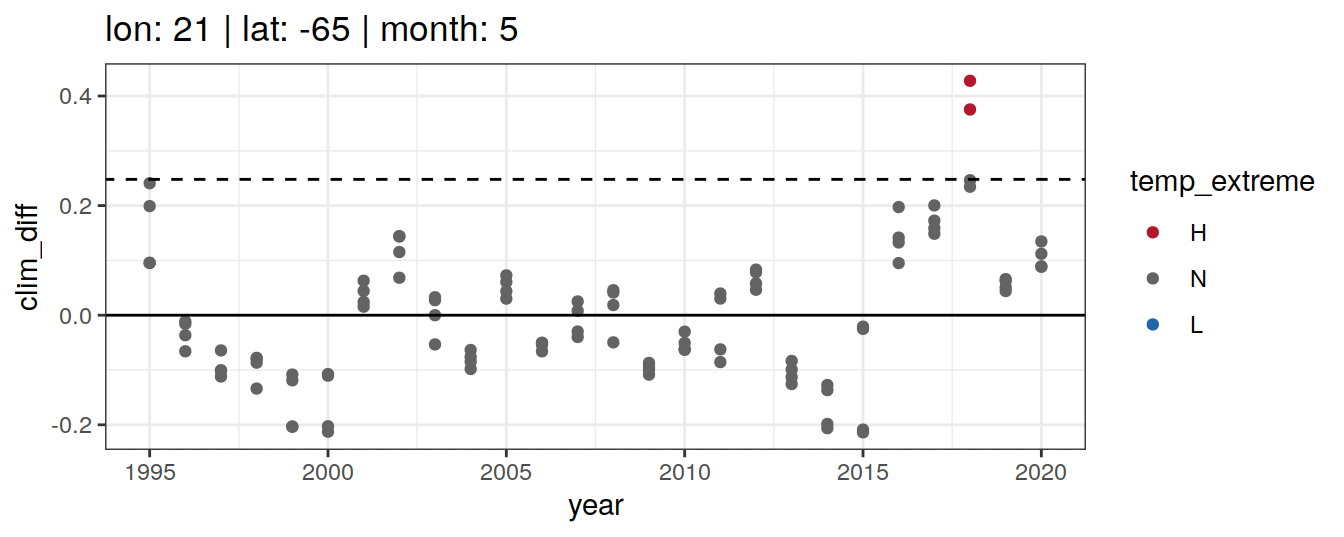 lon: 21 | lat: -65 | month: 5
0.4
0.2
0.0
-0.2
clim_diff
1995 2000 2005 2010 2015 2020
year
temp_extreme
H
N
L